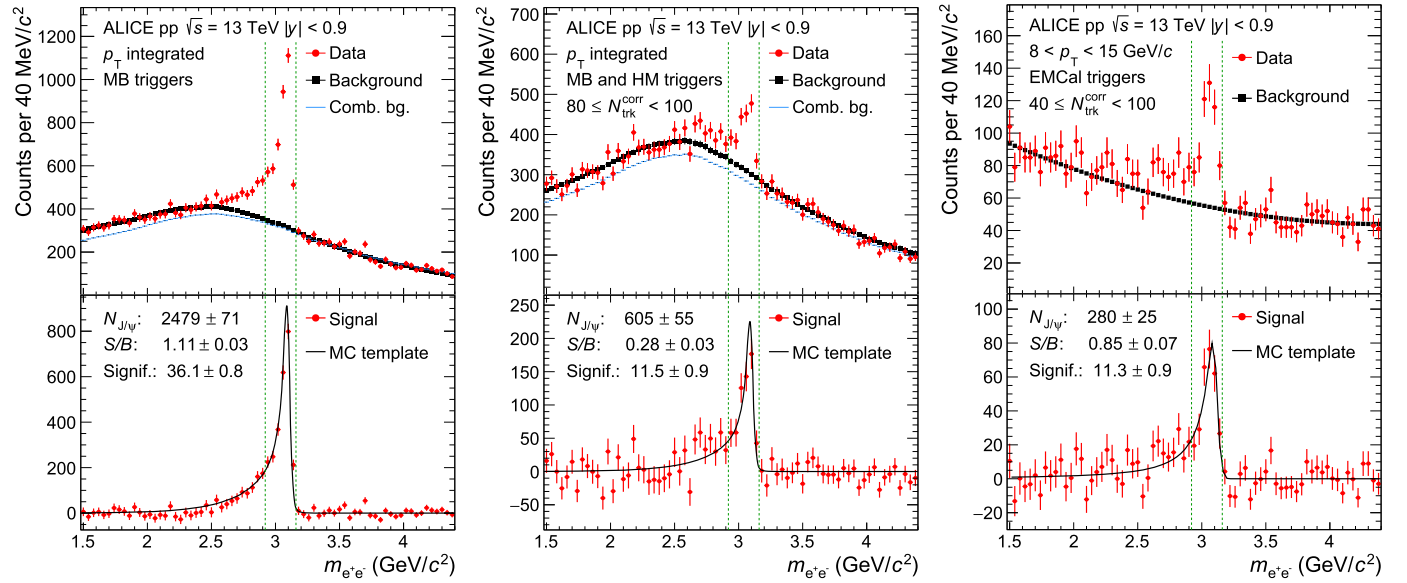 ALICE pp √s = 13 TeV |y| < 0.9
p_T integrated
MB triggers
Data
Background
Comb. bg.
Counts per 40 MeV/c²
1200
1000
800
600
400
200
N_J/ψ: 2479 ± 71
S/B: 1.11 ± 0.03
Signif.: 36.1 ± 0.8
Signal
MC template
800
600
400
200
0
1.5 2 2.5 3 3.5 4
m_e⁺e⁻ (GeV/c²)
ALICE pp √s = 13 TeV |y| < 0.9
p_T integrated
MB and HM triggers
80 ≤ N_trk^corr < 100
Data
Background
Comb. bg.
Counts per 40 MeV/c²
700
600
500
400
300
200
100
N_J/ψ: 605 ± 55
S/B: 0.28 ± 0.03
Signif.: 11.5 ± 0.9
Signal
MC template
250
200
150
100
50
0
−50
1.5 2 2.5 3 3.5 4
m_e⁺e⁻ (GeV/c²)
ALICE pp √s = 13 TeV |y| < 0.9
8 < p_T < 15 GeV/c
EMCal triggers
40 ≤ N_trk^corr < 100
Data
Background
Counts per 40 MeV/c²
160
140
120
100
80
60
40
20
N_J/ψ: 280 ± 25
S/B: 0.85 ± 0.07
Signif.: 11.3 ± 0.9
Signal
MC template
100
80
60
40
20
0
−20
1.5 2 2.5 3 3.5 4
m_e⁺e⁻ (GeV/c²)